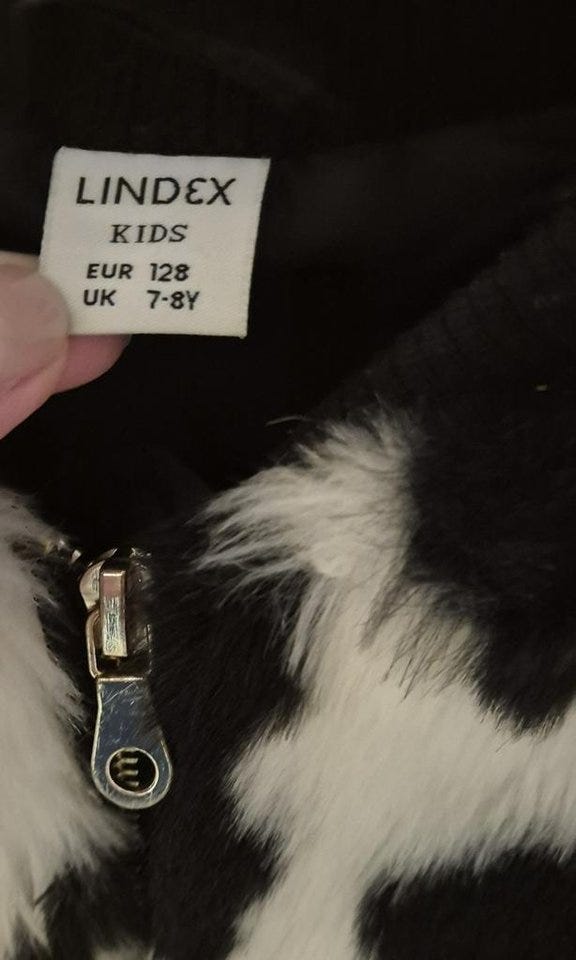 LINDEX
KIDS
EUR 128
UK 7-8Y